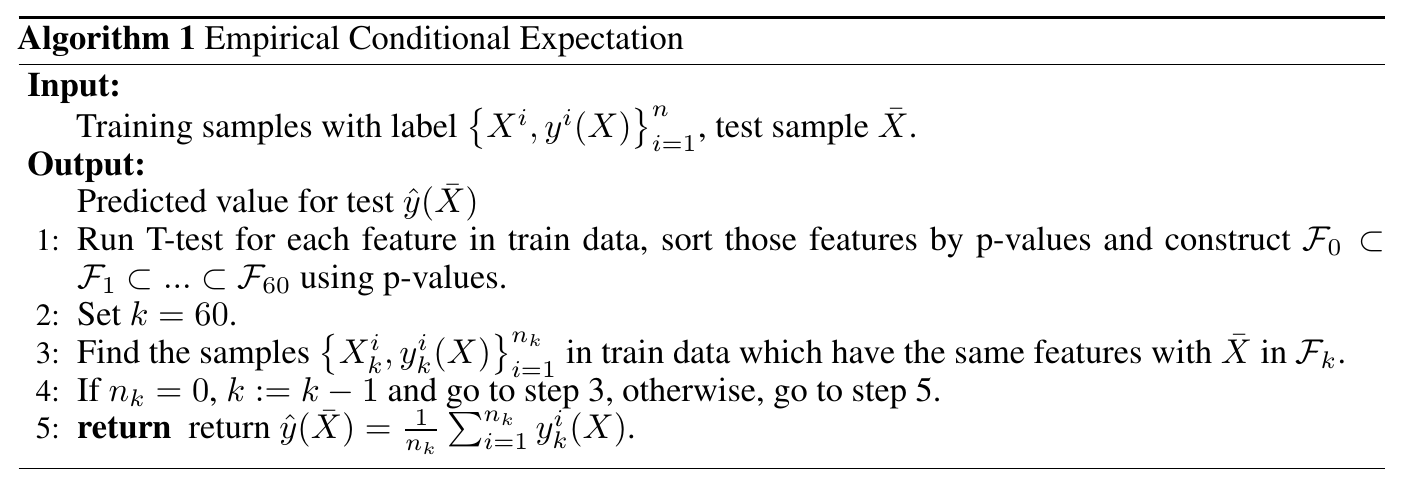 Algorithm 1 Empirical Conditional Expectation
Input:
Training samples with label $\{X^i, y^i(X)\}_{i=1}^{n}$, test sample $\bar{X}$.
Output:
Predicted value for test $\hat{y}(\bar{X})$
1: Run T-test for each feature in train data, sort those features by p-values and construct $\mathcal{F}_0 \subset$
$\mathcal{F}_1 \subset ... \subset \mathcal{F}_{60}$ using p-values.
2: Set $k = 60$.
3: Find the samples $\{X_k^i, y_k^i(X)\}_{i=1}^{n_k}$ in train data which have the same features with $\bar{X}$ in $\mathcal{F}_k$.
4: If $n_k = 0$, $k := k - 1$ and go to step 3, otherwise, go to step 5.
5: return return $\hat{y}(\bar{X}) = \frac{1}{n_k} \sum_{i=1}^{n_k} y_k^i(X)$.